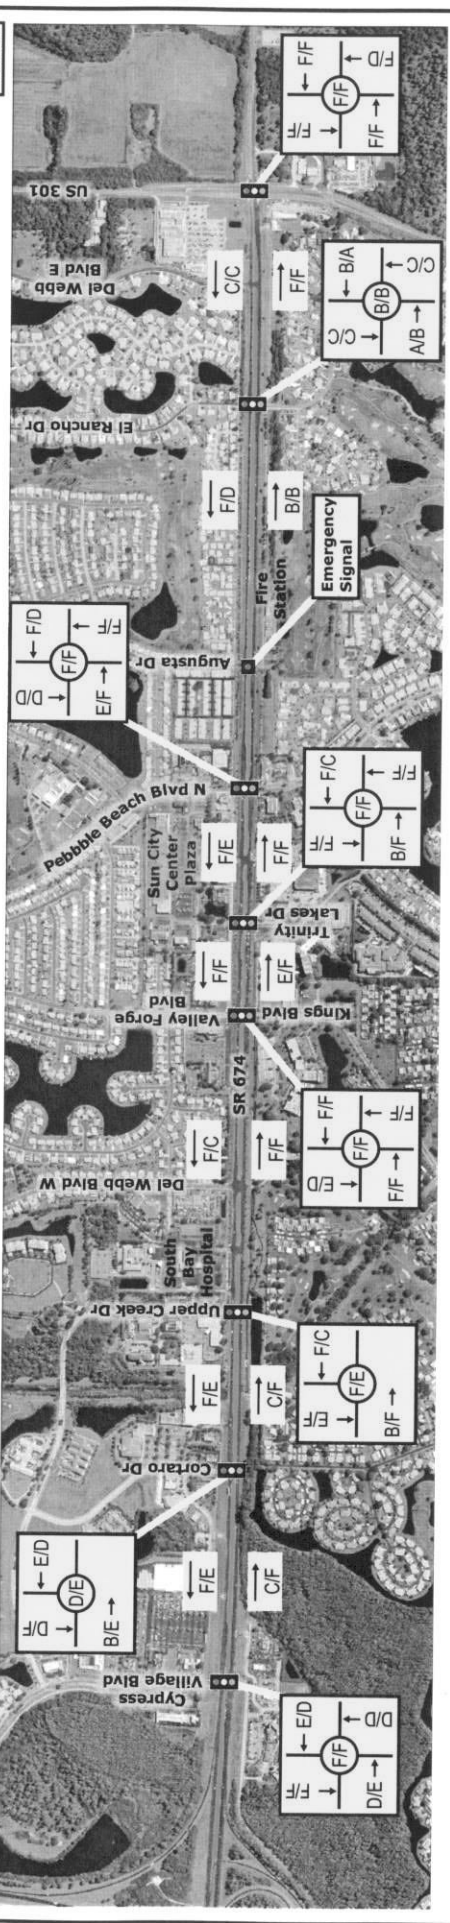 Cypress
Village Blvd
F/F
E/D
F/F
D/E
D/D
F/E
C/F
Cortaro Dr
D/F
E/D
D/E
B/E
F/E
C/F
Upper Creek Dr
E/F
F/C
F/E
B/F
South
Bay
Hospital
Del Webb Blvd W
F/C
F/F
SR 674
Valley Forge
Blvd
Kings Blvd
E/D
F/F
F/F
F/F
F/F
F/F
E/F
Trinity
Lakes Dr
F/F
F/C
F/F
B/F
F/F
Sun City
Center
Plaza
F/E
F/F
Pebbble Beach Blvd N
D/D
F/D
F/F
E/F
F/F
Augusta Dr
Emergency
Signal
Fire
Station
F/D
B/B
El Rancho Dr
C/C
B/A
B/B
A/B
C/C
Del Webb
Blvd E
C/C
F/F
US 301
F/F
F/F
F/F
F/F
F/D